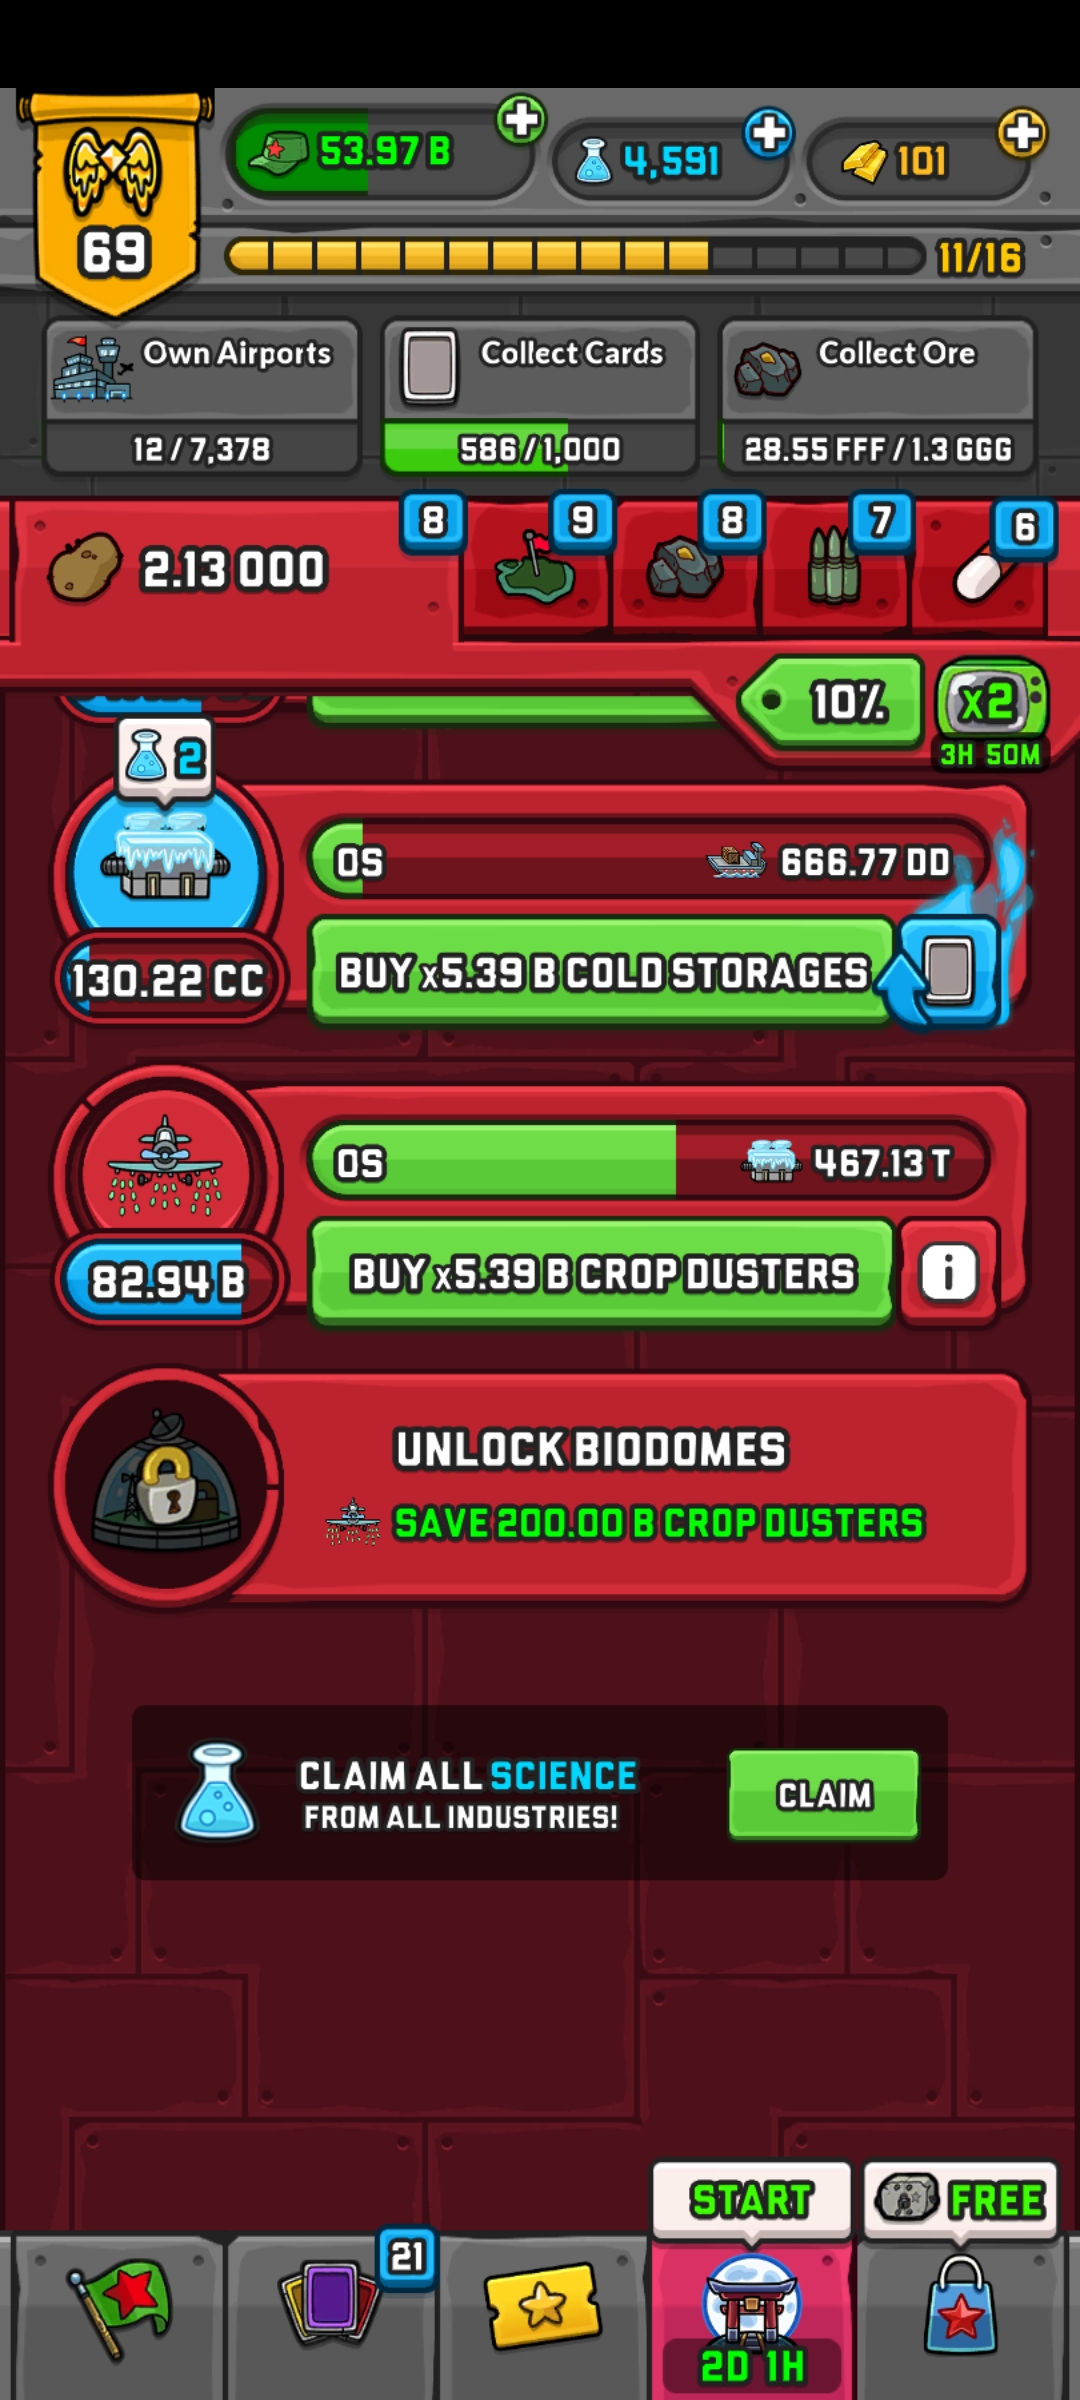 53.97 B
4,591
101
69
11/16
Own Airports
Collect Cards
Collect Ore
12 / 7,378
586/1,000
28.55 FFF / 1.3 GGG
8
9
8
7
6
2.13 OOO
10%
x2
3H 50M
2
0S
666.77 DD
130.22 CC
BUY x5.39 B COLD STORAGES
0S
467.13 T
82.94 B
BUY x5.39 B CROP DUSTERS
i
UNLOCK BIODOMES
SAVE 200.00 B CROP DUSTERS
CLAIM ALL SCIENCE
FROM ALL INDUSTRIES!
CLAIM
START
FREE
21
2D 1H